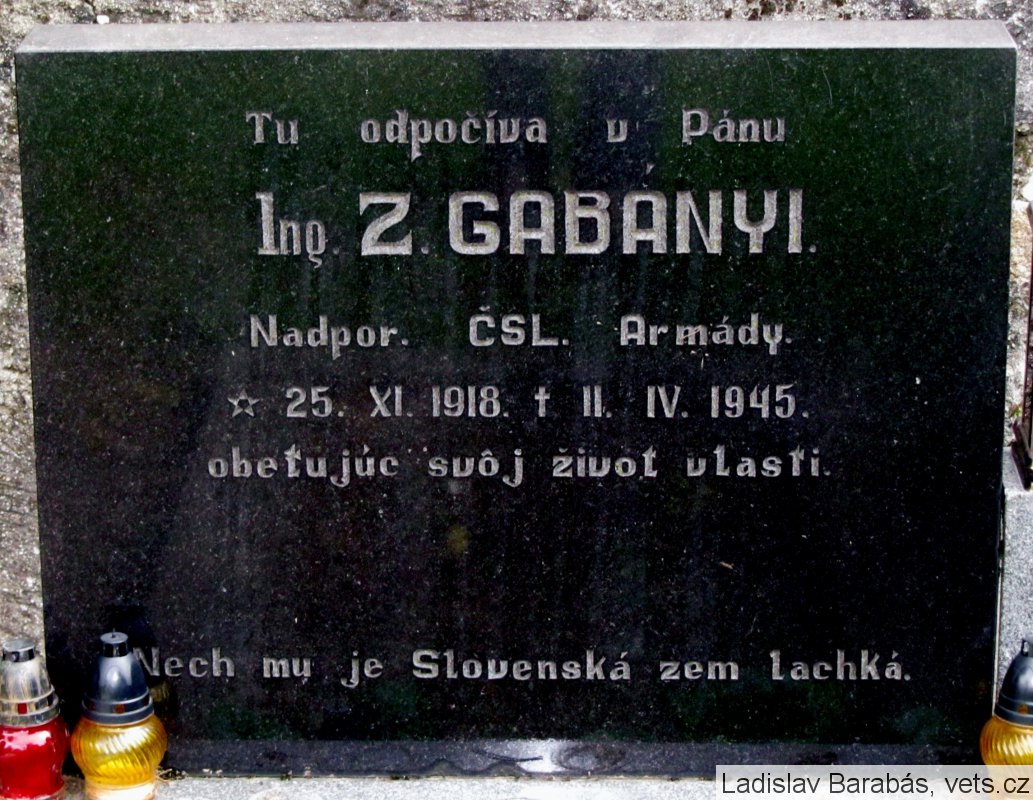 Tu odpočíva v Pánu
Ing. Z. GABÁNYI.
Nadpor. ČSL. Armády.
☆ 25. XI. 1918. † 11. IV. 1945.
obetujúc svôj život vlasti.
Nech mu je Slovenská zem lachká.
Ladislav Barabás, vets.cz